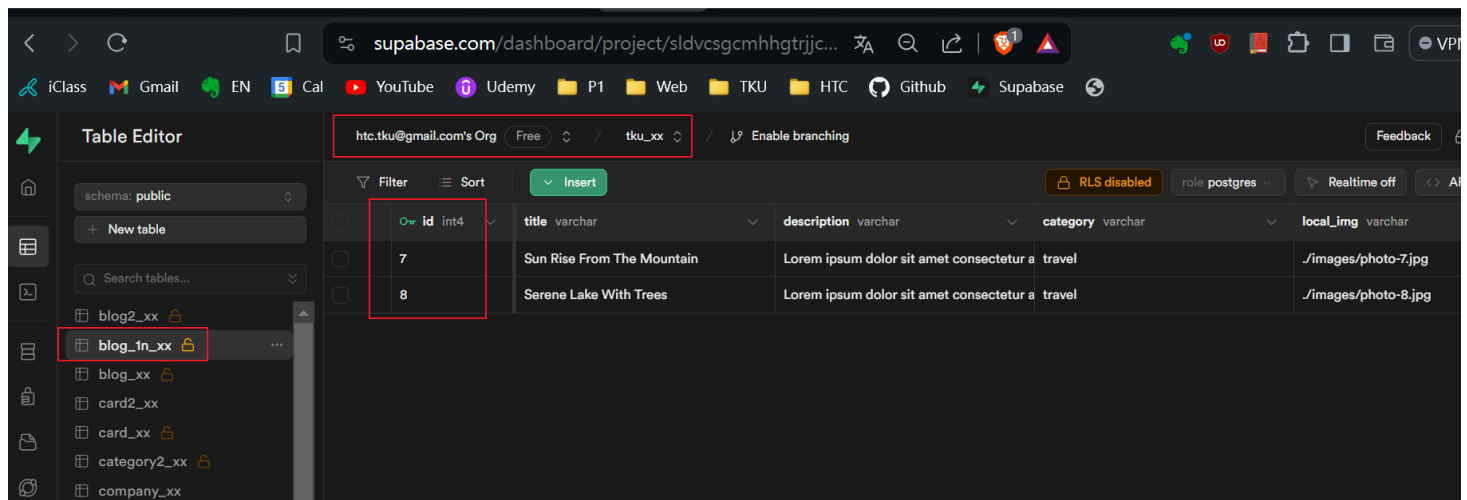 supabase.com/dashboard/project/sldvcsgcmhhgtrjjc... 1 VPN
iClass Gmail EN 5 Cal YouTube Udemy P1 Web TKU HTC Github Supabase
Table Editor
htc.tku@gmail.com's Org Free / tku_xx / Enable branching Feedback
schema: public
Filter Sort Insert RLS disabled role postgres Realtime off
New table
id int4 title varchar description varchar category varchar local_img varchar
7 Sun Rise From The Mountain Lorem ipsum dolor sit amet consectetur a travel ./images/photo-7.jpg
Search tables...
8 Serene Lake With Trees Lorem ipsum dolor sit amet consectetur a travel ./images/photo-8.jpg
blog2_xx
blog_1n_xx
blog_xx
card2_xx
card_xx
category2_xx
company_xx